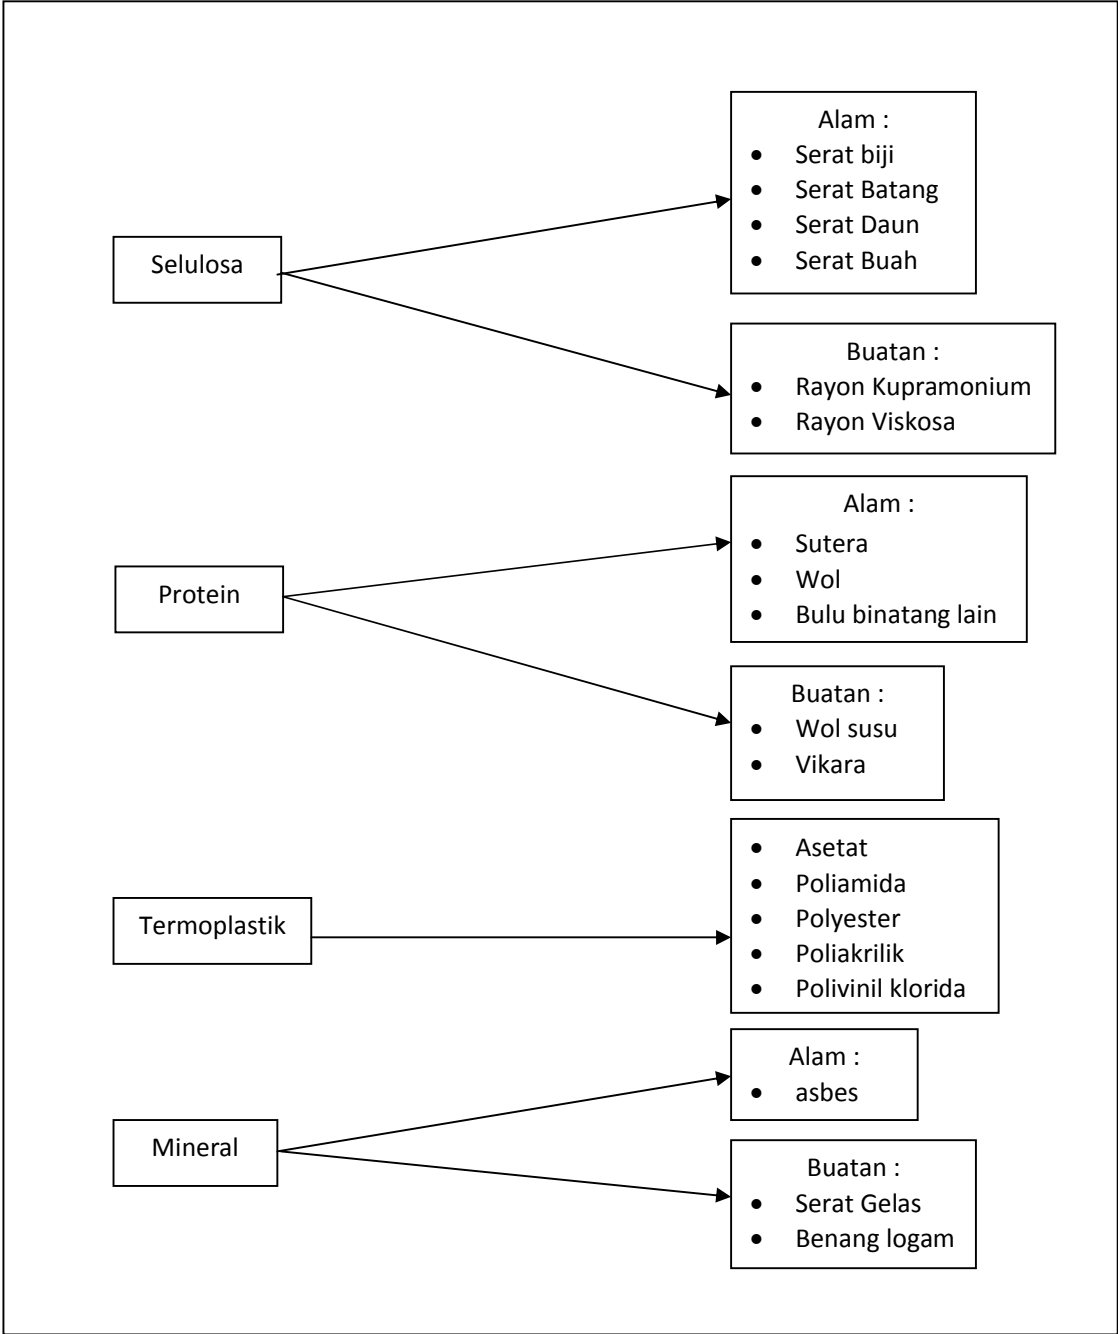 Selulosa
Alam :
• Serat biji
• Serat Batang
• Serat Daun
• Serat Buah
Buatan :
• Rayon Kupramonium
• Rayon Viskosa
Protein
Alam :
• Sutera
• Wol
• Bulu binatang lain
Buatan :
• Wol susu
• Vikara
Termoplastik
• Asetat
• Poliamida
• Polyester
• Poliakrilik
• Polivinil klorida
Mineral
Alam :
• asbes
Buatan :
• Serat Gelas
• Benang logam